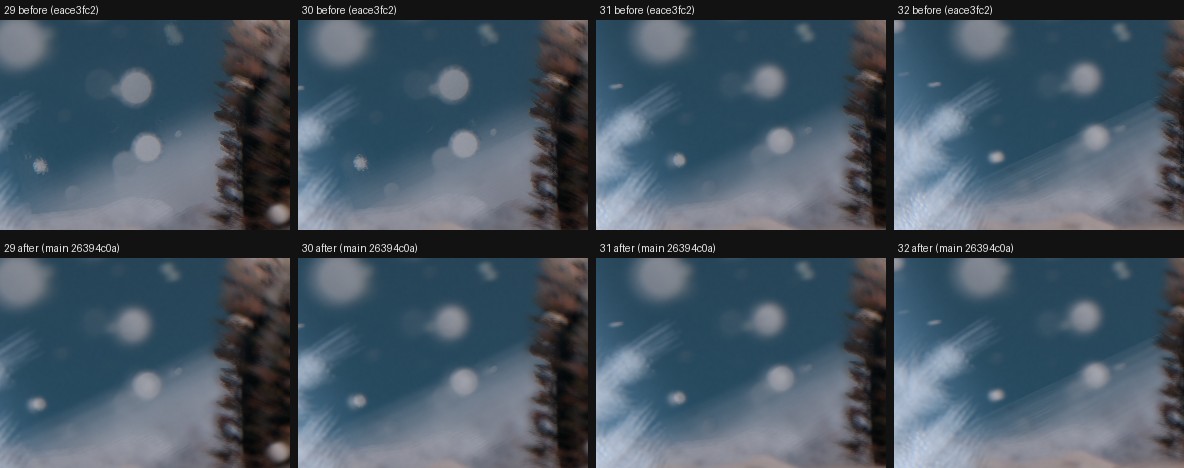 29 before (eace3fc2)
30 before (eace3fc2)
31 before (eace3fc2)
32 before (eace3fc2)
29 after (main 26394c0a)
30 after (main 26394c0a)
31 after (main 26394c0a)
32 after (main 26394c0a)